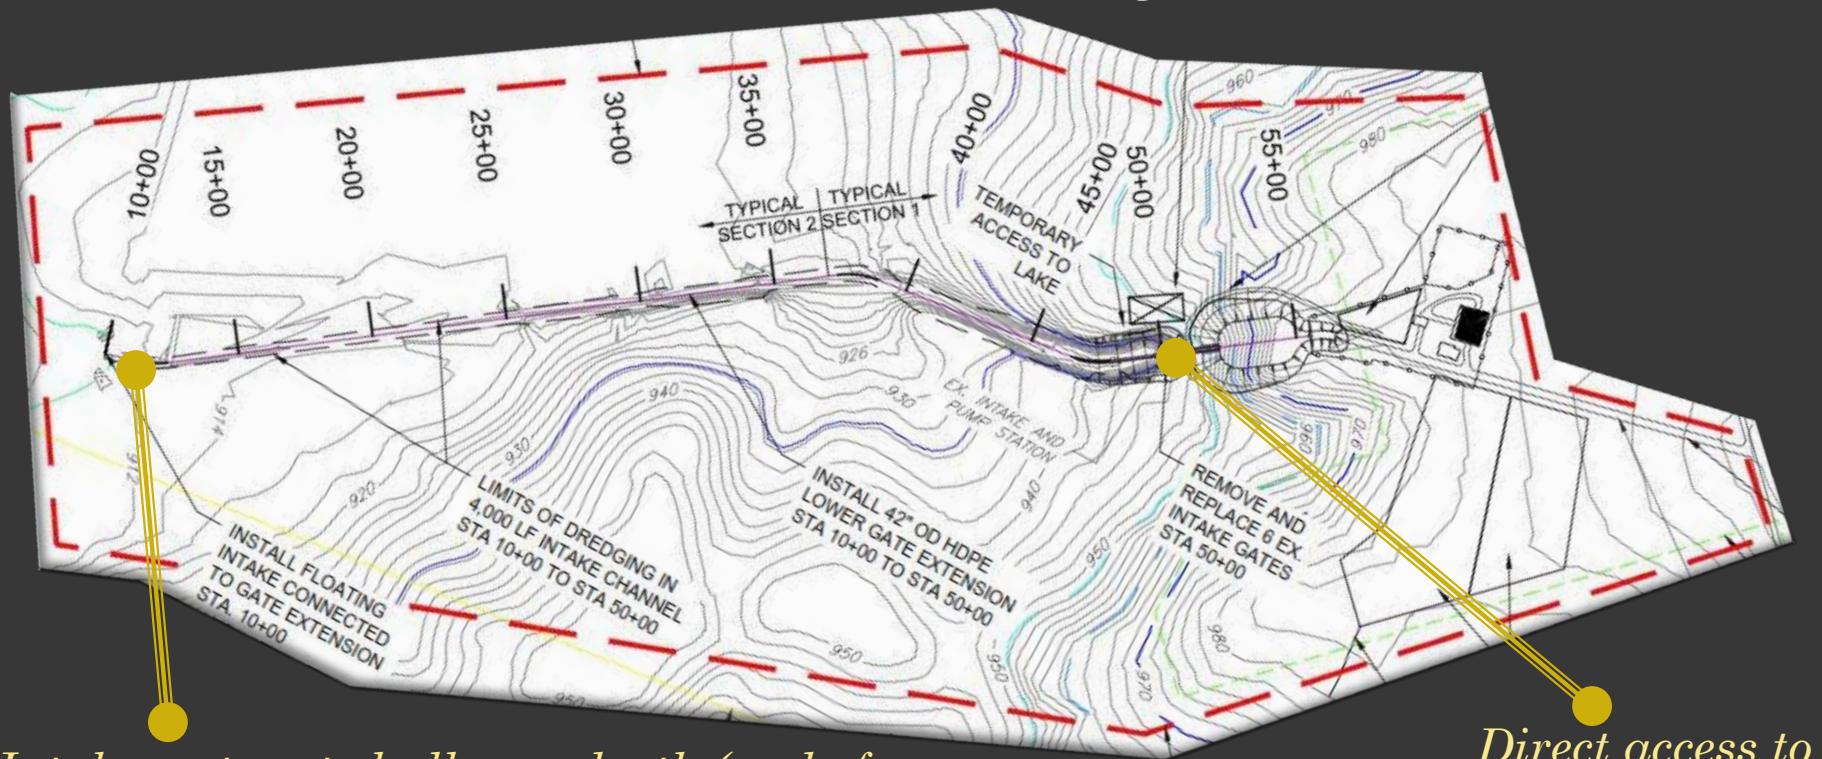 960
970
980
10+00
15+00
20+00
25+00
30+00
35+00
40+00
45+00
50+00
55+00
TYPICAL
SECTION 2
TYPICAL
SECTION 1
TEMPORARY
ACCESS TO
LAKE
926
930
940
EX. INTAKE AND
PUMP STATION
914
912
930
920
940
950
960
970
INSTALL FLOATING
INTAKE CONNECTED
TO GATE EXTENSION
STA. 10+00
LIMITS OF DREDGING IN
4,000 LF INTAKE CHANNEL
STA 10+00 TO STA 50+00
INSTALL 42" OD HDPE
LOWER GATE EXTENSION
STA 10+00 TO STA 50+00
REMOVE AND
REPLACE 6 EX.
INTAKE GATES
STA 50+00
950
950
950
980
970
Direct access to